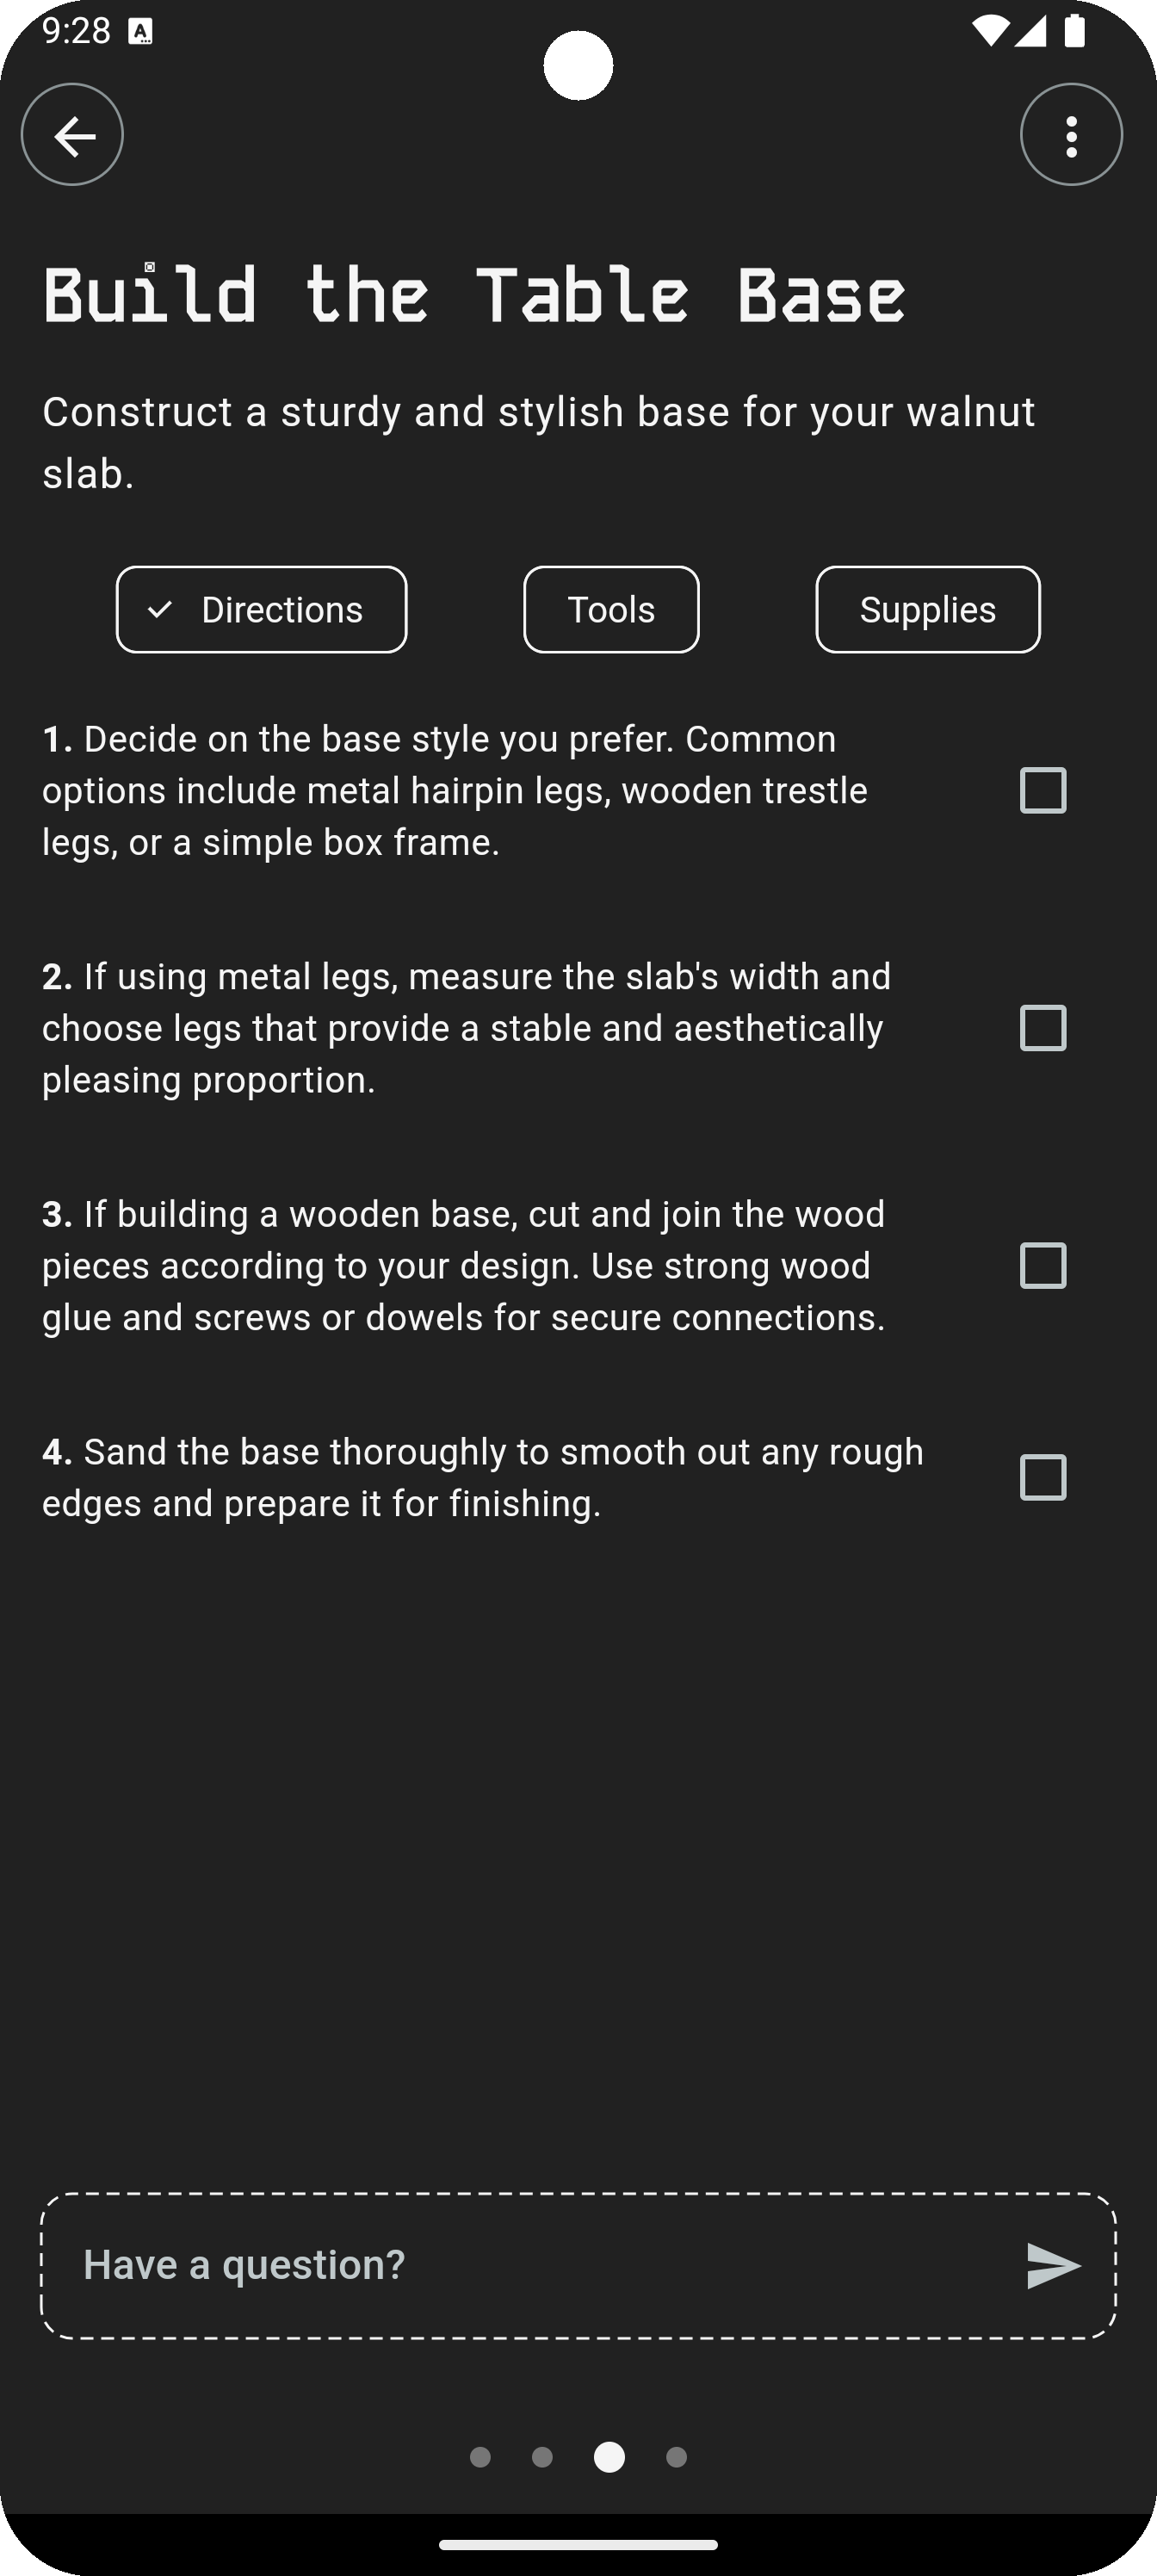 9:28
Build the Table Base
Construct a sturdy and stylish base for your walnut
slab.
Directions
Tools
Supplies
1. Decide on the base style you prefer. Common
options include metal hairpin legs, wooden trestle
legs, or a simple box frame.
2. If using metal legs, measure the slab's width and
choose legs that provide a stable and aesthetically
pleasing proportion.
3. If building a wooden base, cut and join the wood
pieces according to your design. Use strong wood
glue and screws or dowels for secure connections.
4. Sand the base thoroughly to smooth out any rough
edges and prepare it for finishing.
Have a question?